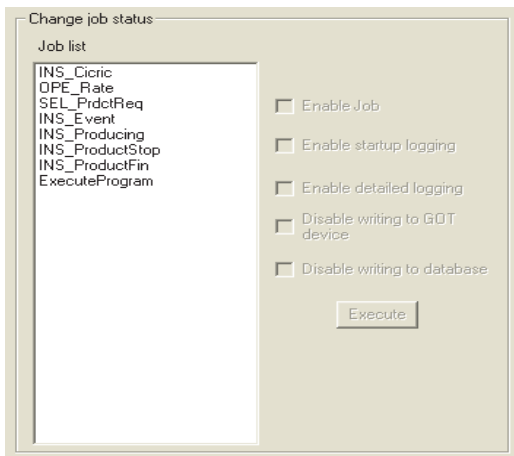 Change job status
Job list
INS_Cicric
OPE_Rate
SEL_PrdctReq
INS_Event
INS_Producing
INS_ProductStop
INS_ProductFin
ExecuteProgram
Enable Job
Enable startup logging
Enable detailed logging
Disable writing to GOT
device
Disable writing to database
Execute